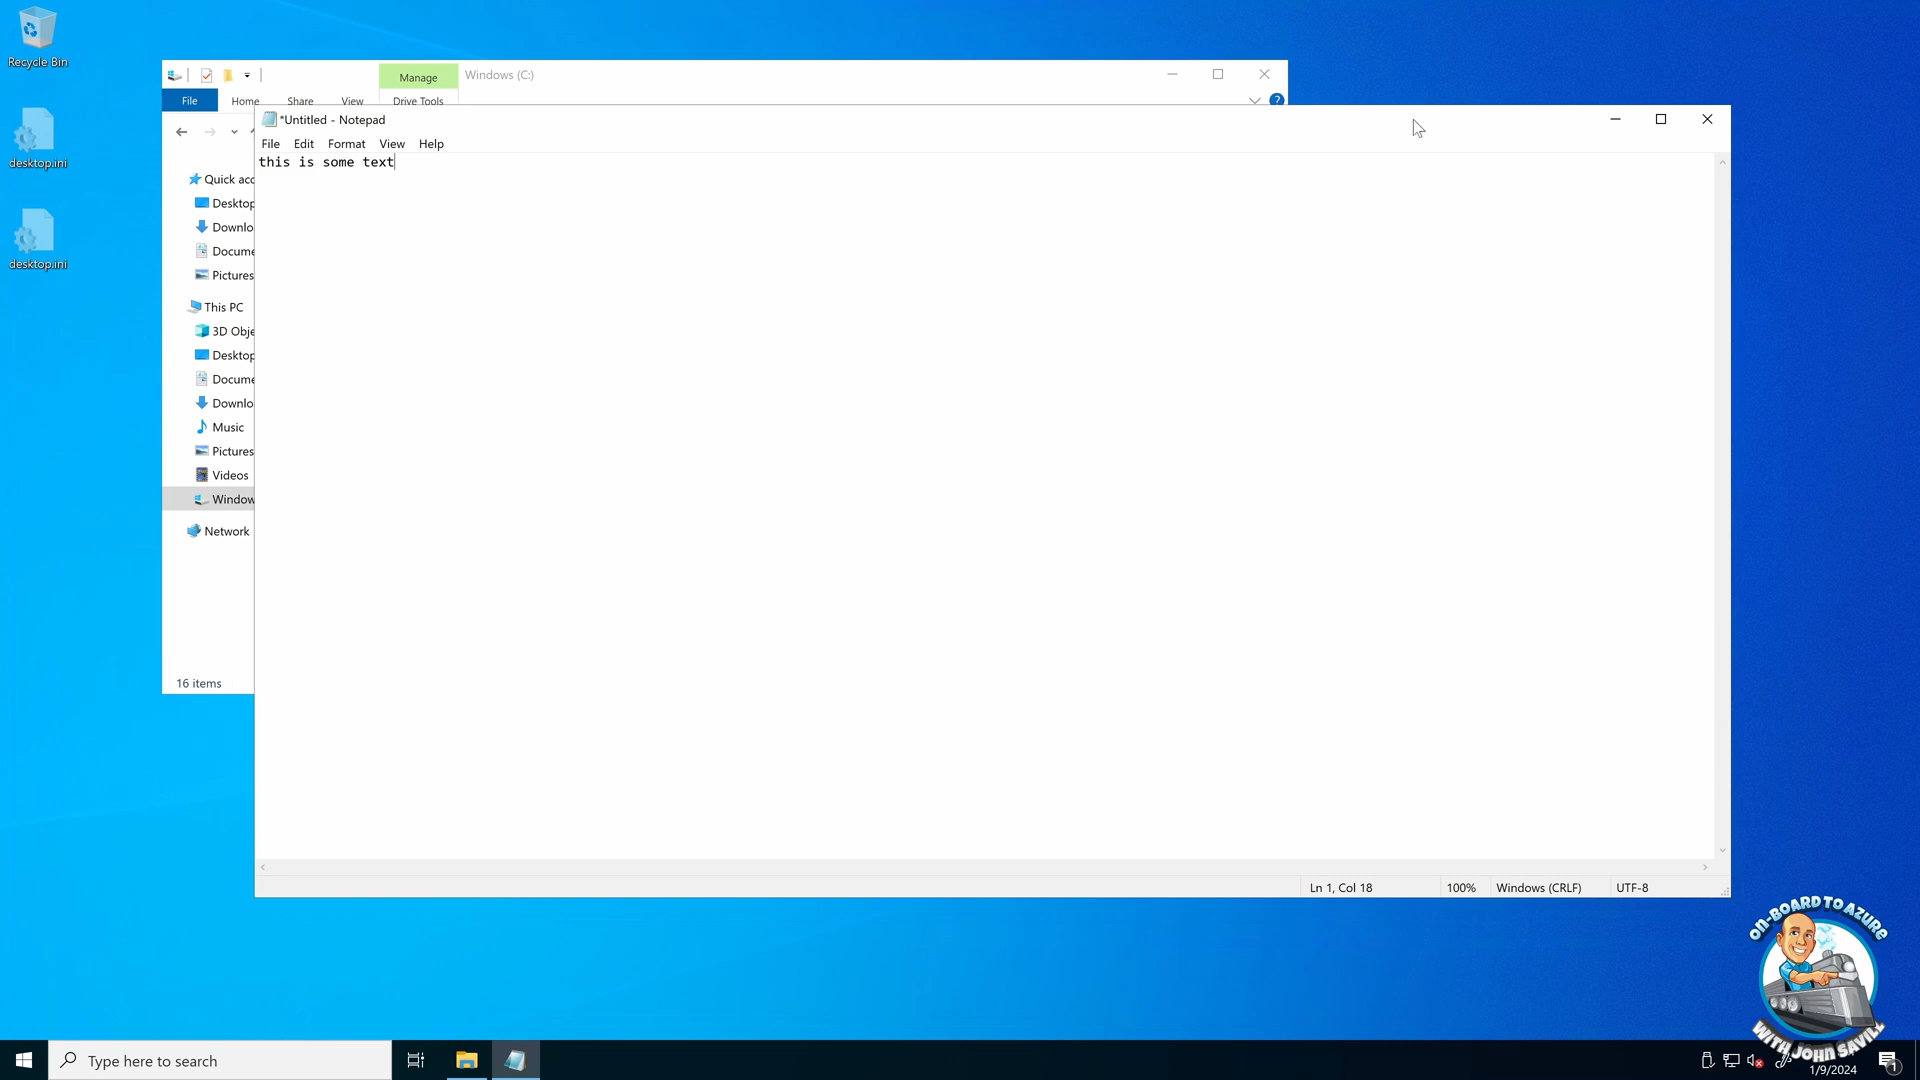 Recycle Bin
desktop.ini
desktop.ini
Manage
Windows (C:)
File
Home
Share
View
Drive Tools
*Untitled - Notepad
File Edit Format View Help
this is some text
Quick acc
Desktop
Downlo
Docume
Pictures
This PC
3D Obje
Desktop
Docume
Downlo
Music
Pictures
Videos
Window
Network
16 items
Ln 1, Col 18
100%
Windows (CRLF)
UTF-8
ON-BOARD TO AZURE
WITH JOHN SAVILL
Type here to search
1/9/2024
1